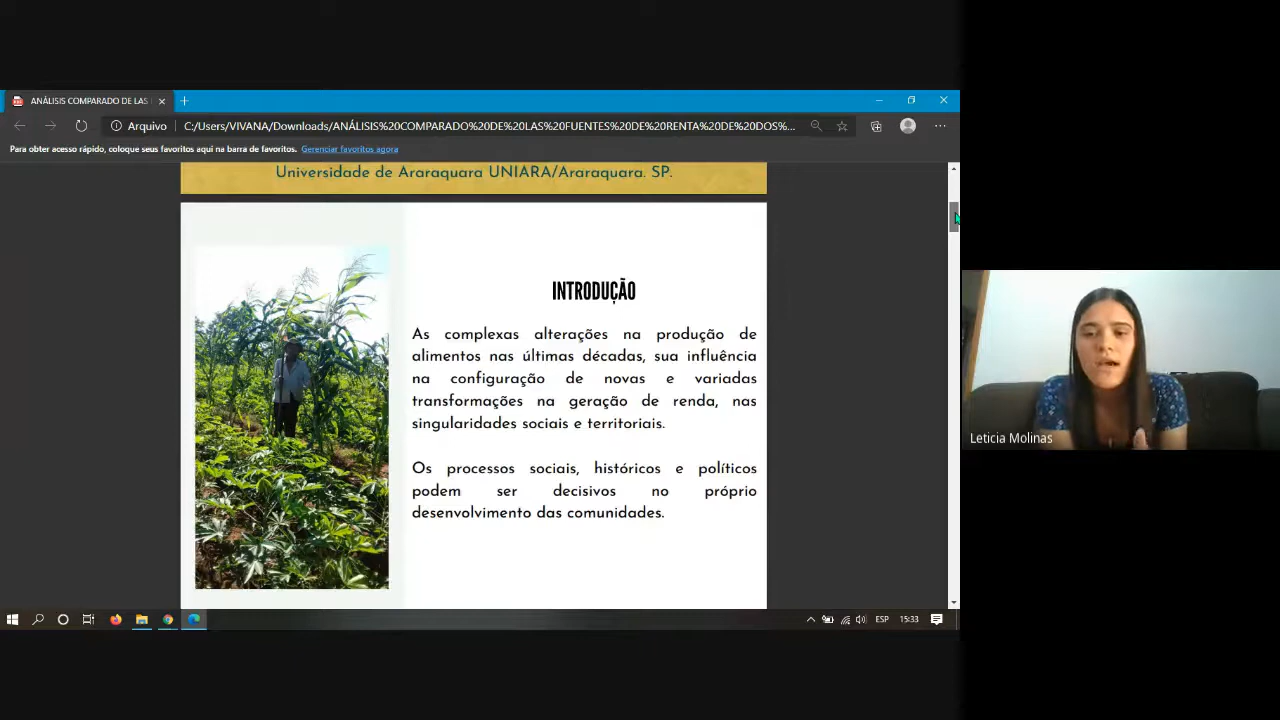 ANÁLISIS COMPARADO DE LAS
Arquivo
C:/Users/VIVANA/Downloads/ANÁLISIS%20COMPARADO%20DE%20LAS%20FUENTES%20DE%20RENTA%20DE%20DOS%...
Para obter acesso rápido, coloque seus favoritos aqui na barra de favoritos. Gerenciar favoritos agora
Universidade de Araraquara UNIARA/Araraquara. SP.
INTRODUÇÃO
As complexas alterações na produção de
alimentos nas últimas décadas, sua influência
na configuração de novas e variadas
transformações na geração de renda, nas
singularidades sociais e territoriais.
Os processos sociais, históricos e políticos
podem ser decisivos no próprio
desenvolvimento das comunidades.
Leticia Molinas
ESP
15:33